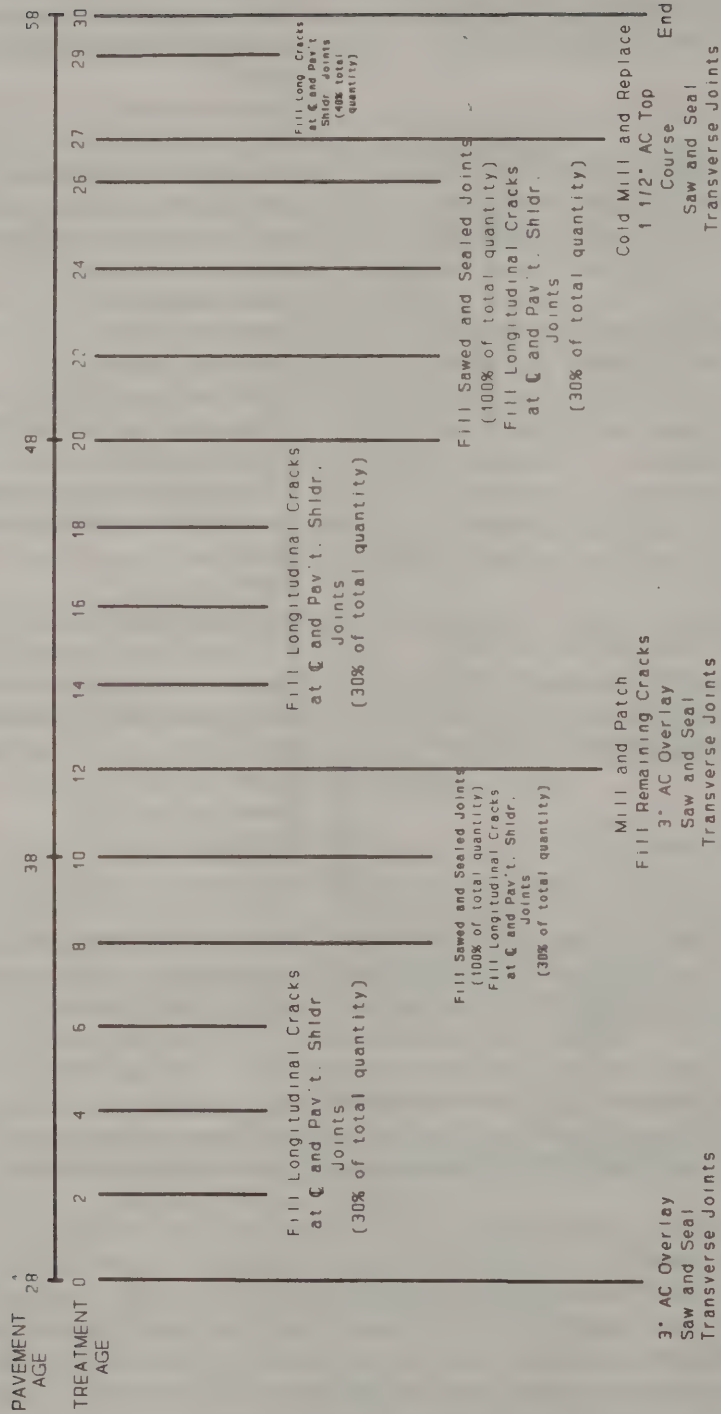 PAVEMENT
AGE
28
38
48
58
TREATMENT
AGE
0
2
4
6
8
10
12
14
16
18
20
22
24
26
27
29
30
3" AC Overlay
Saw and Seal
Transverse Joints
Fill Longitudinal Cracks
at ℄ and Pav't. Shldr
Joints
(30% of total quantity)
Fill Sawed and Sealed Joints
(100% of total quantity)
Fill Longitudinal Cracks
at ℄ and Pav't. Shldr.
Joints
(30% of total quantity)
Mill and Patch
Fill Remaining Cracks
3" AC Overlay
Saw and Seal
Transverse Joints
Fill Longitudinal Cracks
at ℄ and Pav't. Shldr.
Joints
(30% of total quantity)
Fill Sawed and Sealed Joints
(100% of total quantity)
Fill Longitudinal Cracks
at ℄ and Pav't. Shldr.
Joints
(30% of total quantity)
Cold Mill and Replace
1 1/2" AC Top
Course
Saw and Seal
Transverse Joints
Fill Long Cracks
at ℄ and Pav't
Shldr Joints
(40% total
quantity)
End